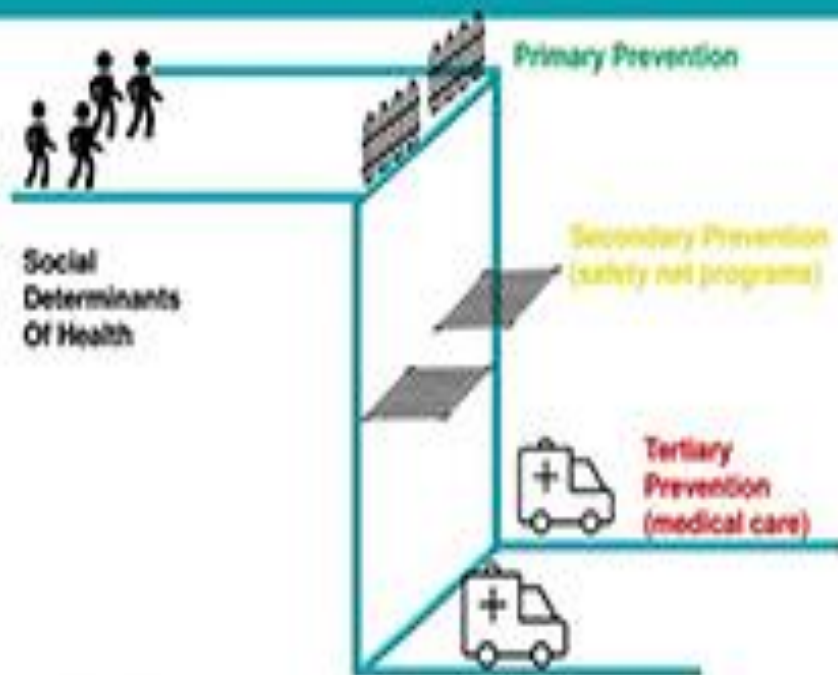 Primary Prevention
Secondary Prevention
(safety net programs)
Social
Determinants
Of Health
Tertiary
Prevention
(medical care)